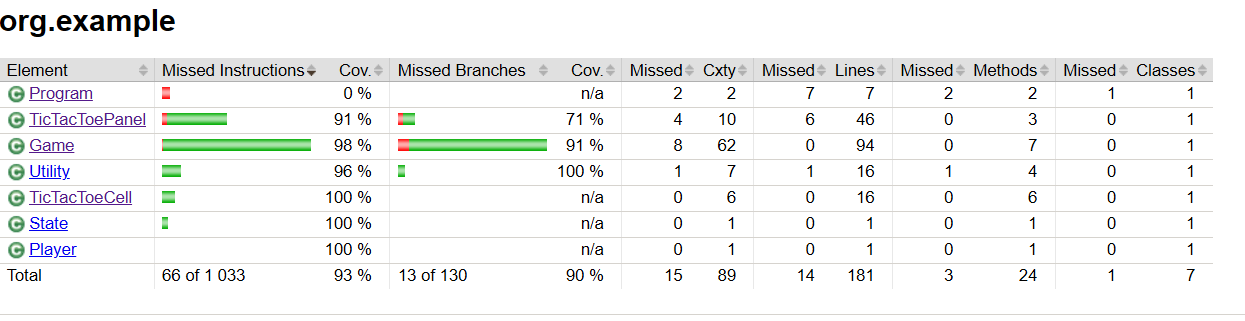 org.example
Element Missed Instructions Cov. Missed Branches Cov. Missed Cxty Missed Lines Missed Methods Missed Classes
C Program 0 % n/a 2 2 7 7 2 2 1 1
C TicTacToePanel 91 % 71 % 4 10 6 46 0 3 0 1
C Game 98 % 91 % 8 62 0 94 0 7 0 1
C Utility 96 % 100 % 1 7 1 16 1 4 0 1
C TicTacToeCell 100 % n/a 0 6 0 16 0 6 0 1
C State 100 % n/a 0 1 0 1 0 1 0 1
C Player 100 % n/a 0 1 0 1 0 1 0 1
Total 66 of 1 033 93 % 13 of 130 90 % 15 89 14 181 3 24 1 7